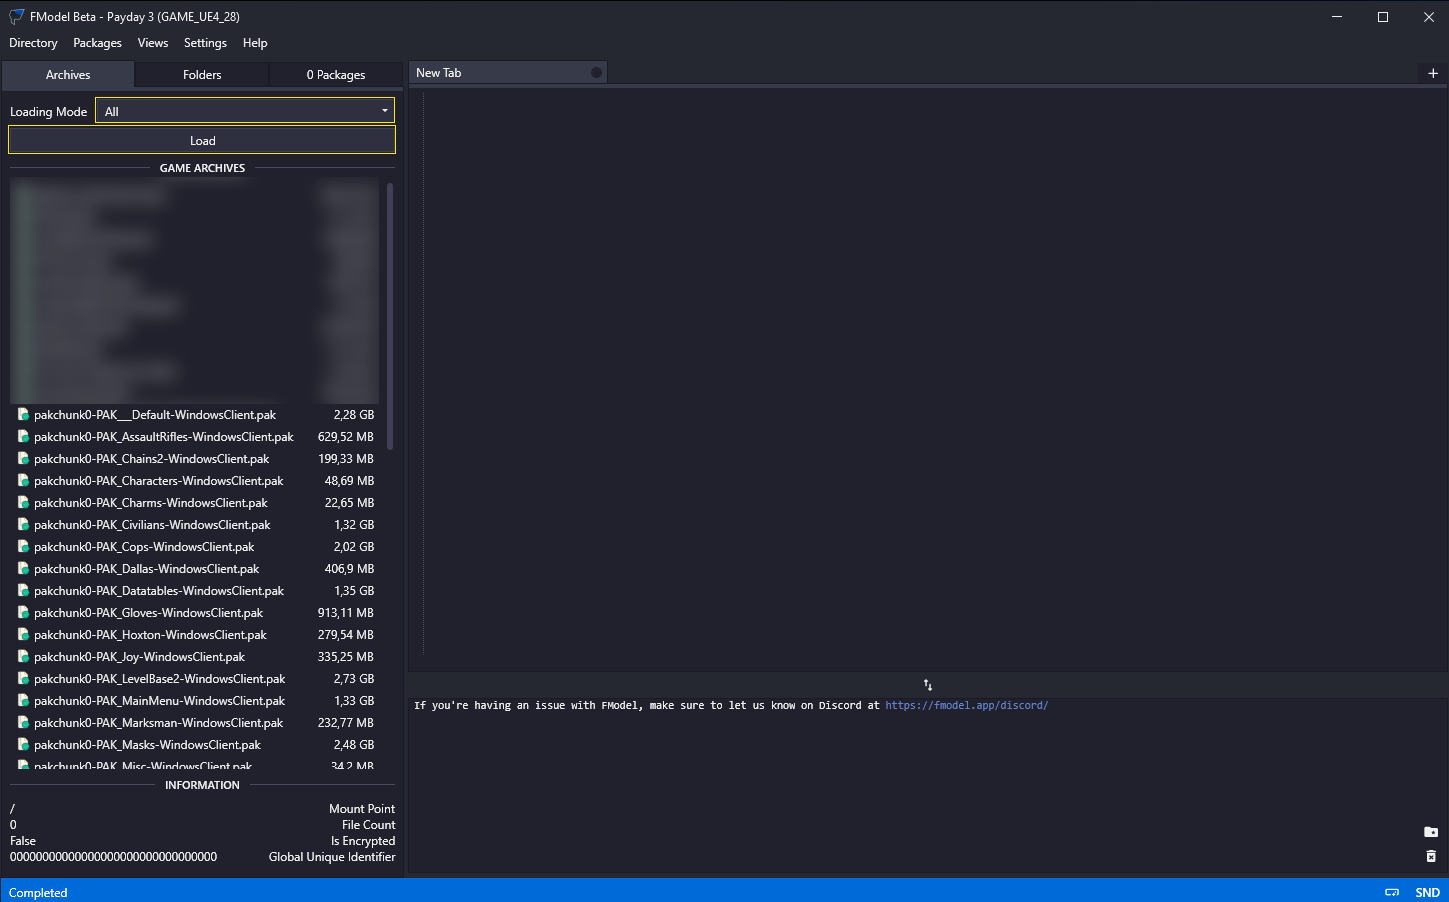 FModel Beta - Payday 3 (GAME_UE4_28)
Directory Packages Views Settings Help
Archives Folders 0 Packages
New Tab
Loading Mode All
Load
GAME ARCHIVES
pakchunk0-PAK___Default-WindowsClient.pak 2,28 GB
pakchunk0-PAK_AssaultRifles-WindowsClient.pak 629,52 MB
pakchunk0-PAK_Chains2-WindowsClient.pak 199,33 MB
pakchunk0-PAK_Characters-WindowsClient.pak 48,69 MB
pakchunk0-PAK_Charms-WindowsClient.pak 22,65 MB
pakchunk0-PAK_Civilians-WindowsClient.pak 1,32 GB
pakchunk0-PAK_Cops-WindowsClient.pak 2,02 GB
pakchunk0-PAK_Dallas-WindowsClient.pak 406,9 MB
pakchunk0-PAK_Datatables-WindowsClient.pak 1,35 GB
pakchunk0-PAK_Gloves-WindowsClient.pak 913,11 MB
pakchunk0-PAK_Hoxton-WindowsClient.pak 279,54 MB
pakchunk0-PAK_Joy-WindowsClient.pak 335,25 MB
pakchunk0-PAK_LevelBase2-WindowsClient.pak 2,73 GB
pakchunk0-PAK_MainMenu-WindowsClient.pak 1,33 GB
pakchunk0-PAK_Marksman-WindowsClient.pak 232,77 MB
pakchunk0-PAK_Masks-WindowsClient.pak 2,48 GB
pakchunk0-PAK_Misc-WindowsClient.pak 34,2 MB
INFORMATION
/ Mount Point
0 File Count
False Is Encrypted
00000000000000000000000000000000 Global Unique Identifier
If you're having an issue with FModel, make sure to let us know on Discord at https://fmodel.app/discord/
Completed
SND